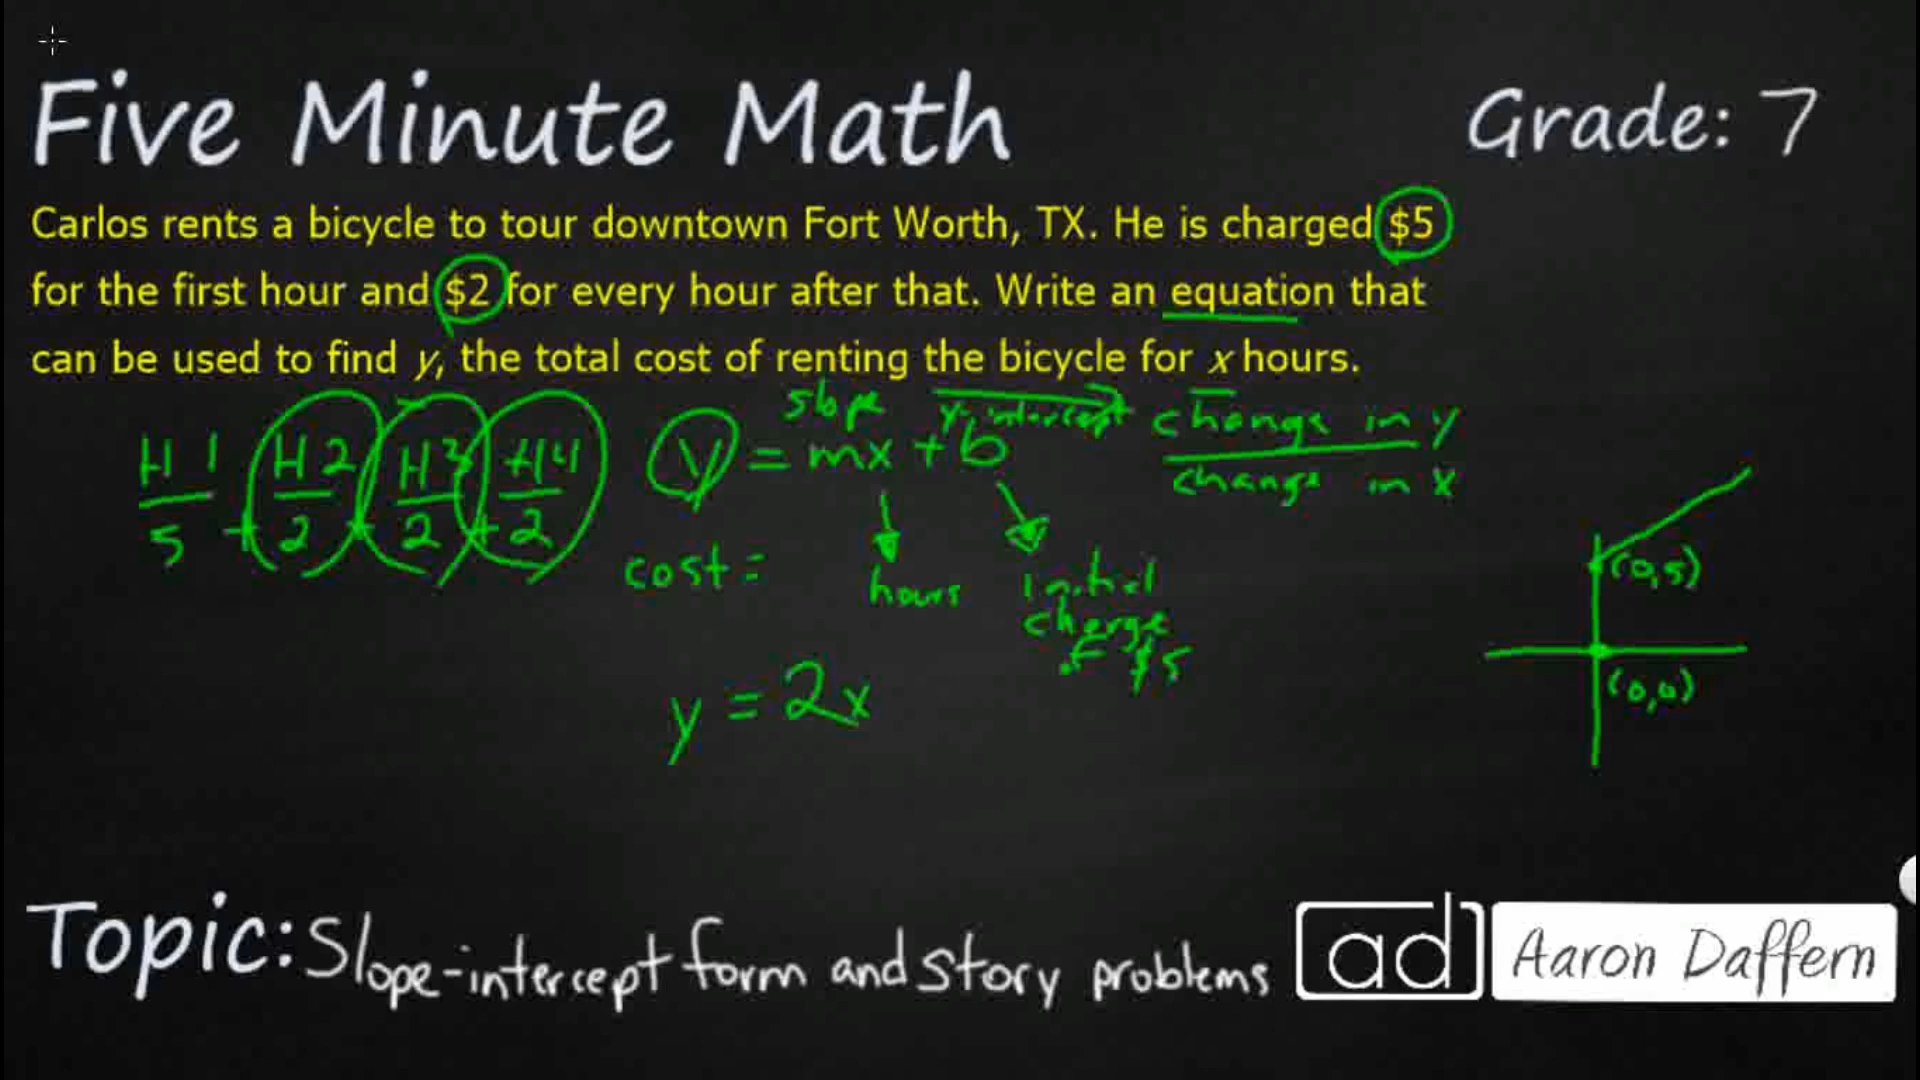 Five Minute Math
Grade: 7
Carlos rents a bicycle to tour downtown Fort Worth, TX. He is charged $5
for the first hour and $2 for every hour after that. Write an equation that
can be used to find y, the total cost of renting the bicycle for x hours.
slope
y-intercept
change in y
change in x
H1 H2 H3 H4
5 + 2 + 2 + 2
y = mx + b
cost =
hours
initial
charge
of $5
y = 2x
(0,5)
(0,0)
Topic: Slope-intercept form and story problems
ad Aaron Daffern